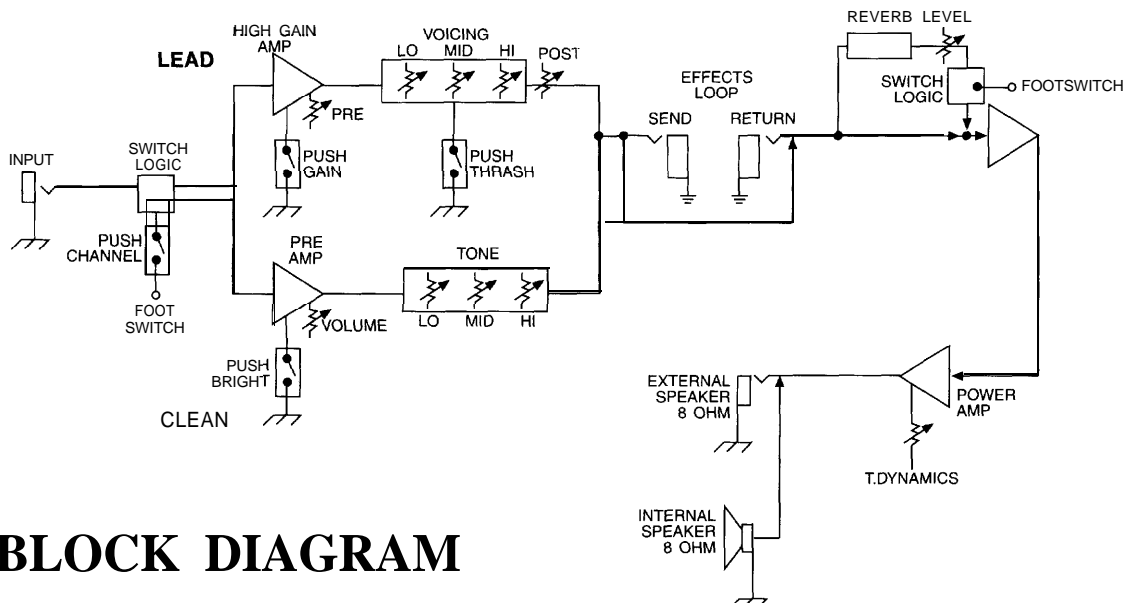 REVERB LEVEL
HIGH GAIN
AMP
LEAD
VOICING
LO MID HI
POST
PRE
EFFECTS
LOOP
SEND RETURN
SWITCH
LOGIC
FOOTSWITCH
INPUT
SWITCH
LOGIC
PUSH
GAIN
PUSH
THRASH
PUSH
CHANNEL
FOOT
SWITCH
PRE
AMP
TONE
LO MID HI
VOLUME
PUSH
BRIGHT
CLEAN
EXTERNAL
SPEAKER
8 OHM
POWER
AMP
T.DYNAMICS
INTERNAL
SPEAKER
8 OHM
BLOCK DIAGRAM